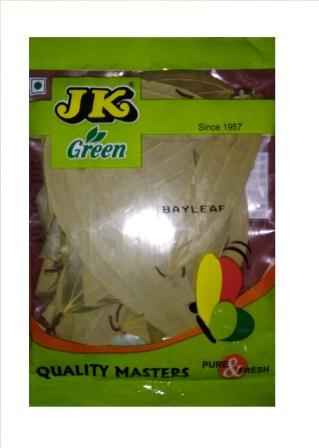 JK®
Green
Since 1957
BAYLEAF
QUALITY MASTERS
PURE & FRESH